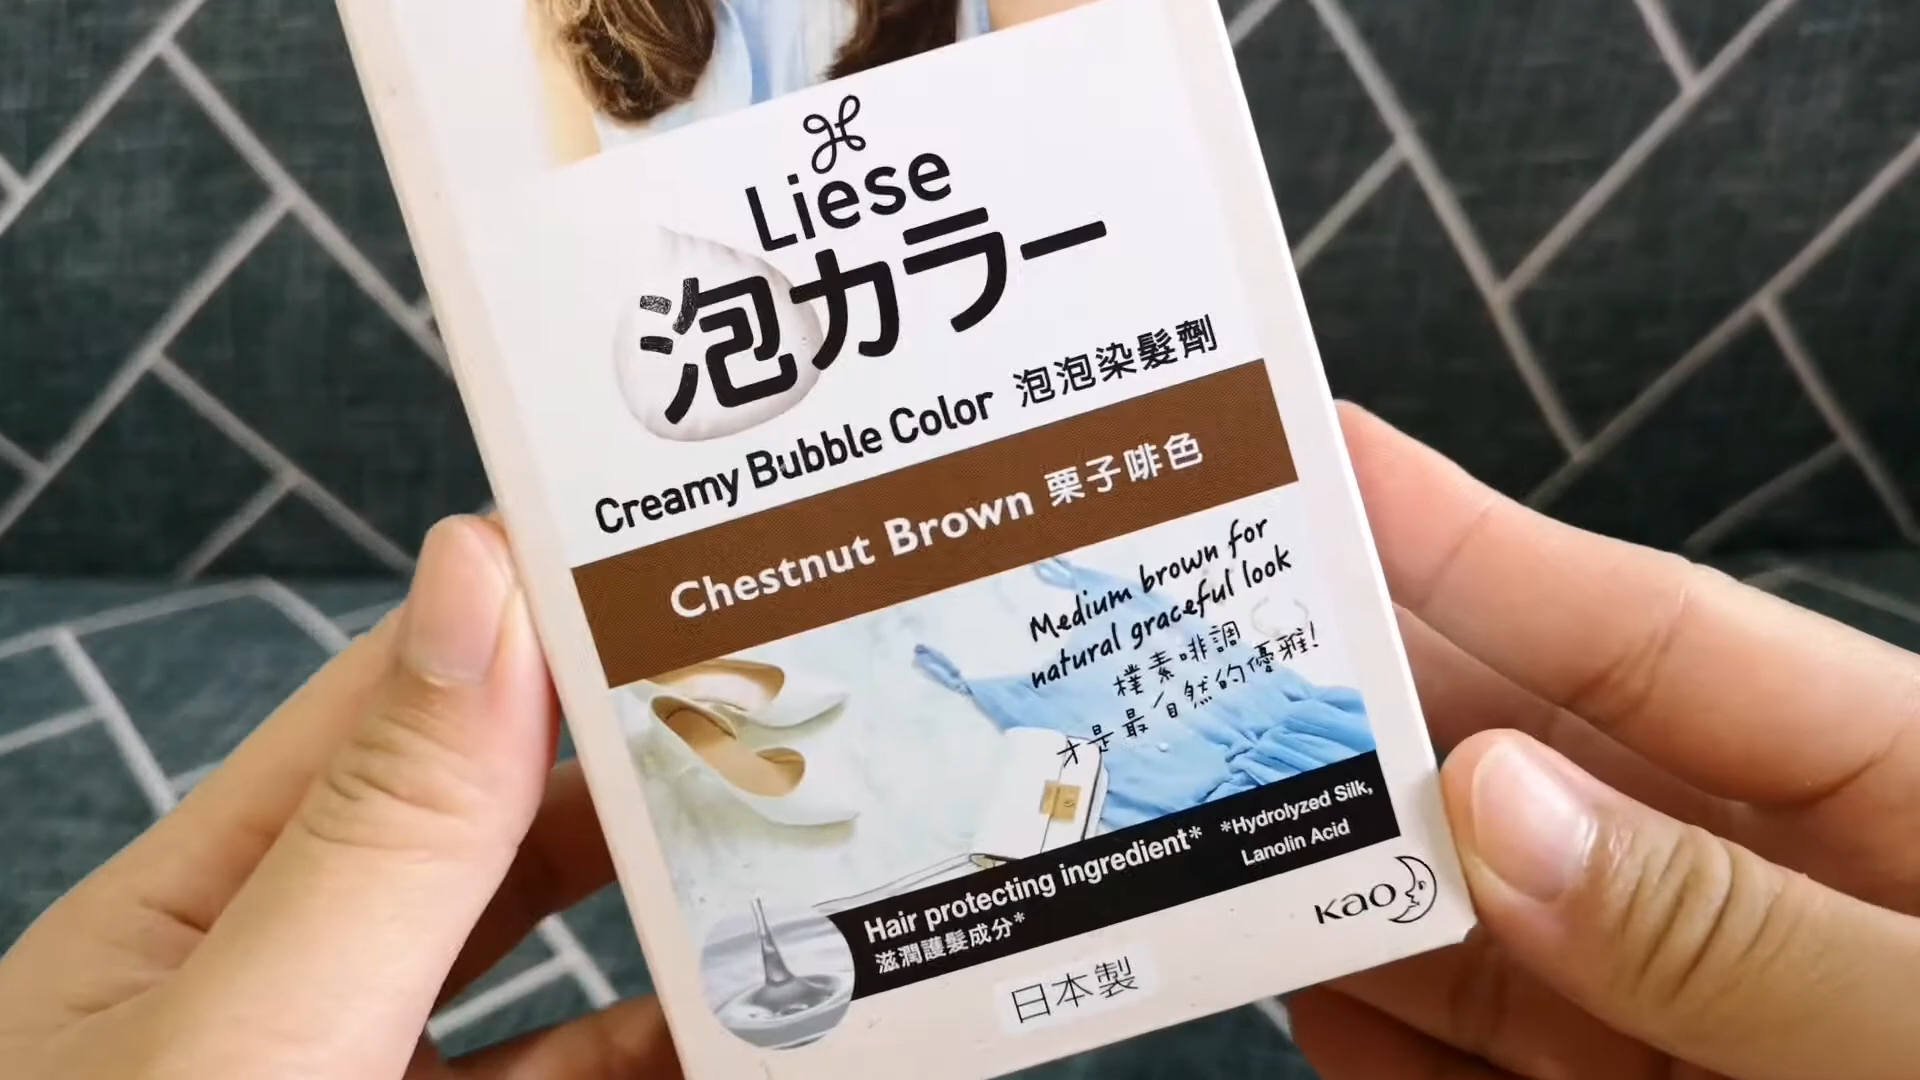 Liese
泡カラー
Creamy Bubble Color 泡泡染髮劑
Chestnut Brown 栗子啡色
Medium brown for
natural graceful look
樸素啡調
才是最自然的優雅!
Hair protecting ingredient*
滋潤護髮成分*
*Hydrolyzed Silk,
Lanolin Acid
Kao
日本製